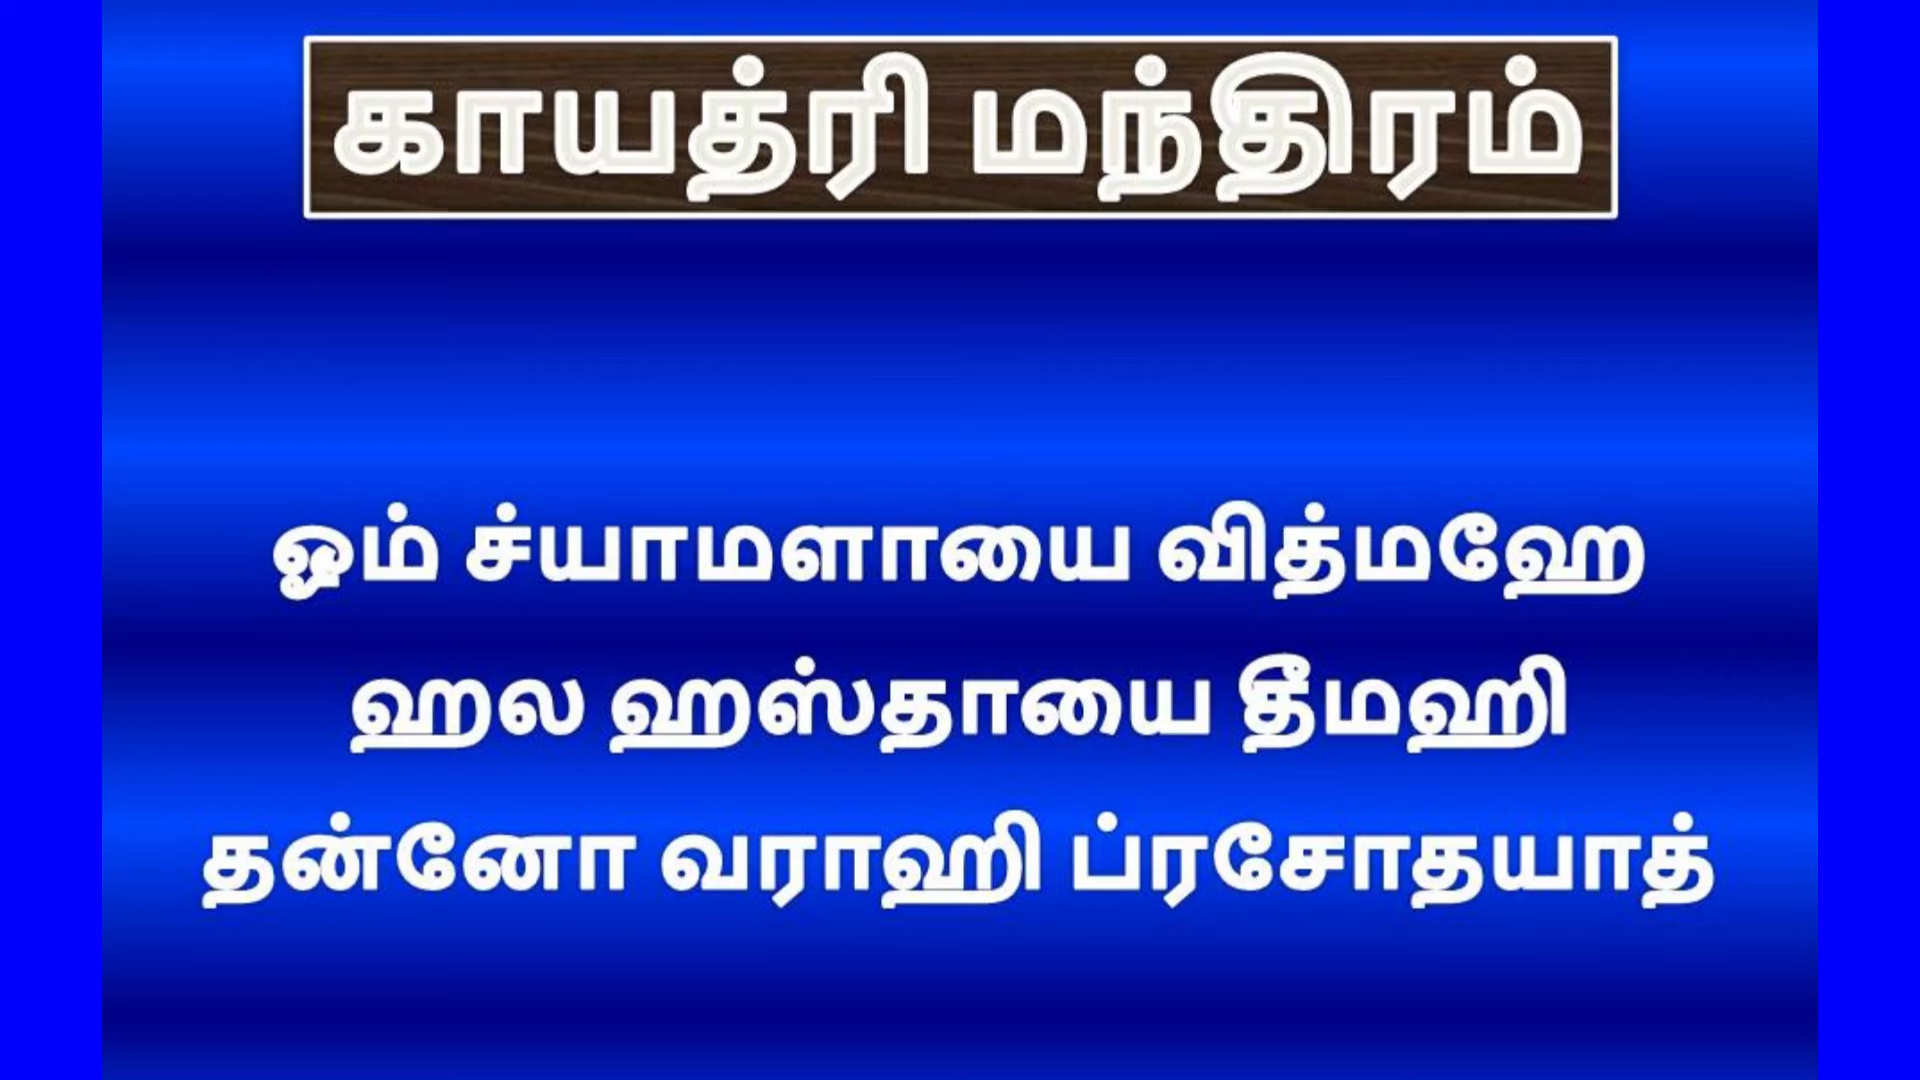 காயத்ரி மந்திரம்
ஓம் ச்யாமளாயை வித்மஹே
ஹல ஹஸ்தாயை தீமஹி
தன்னோ வராஹி ப்ரசோதயாத்